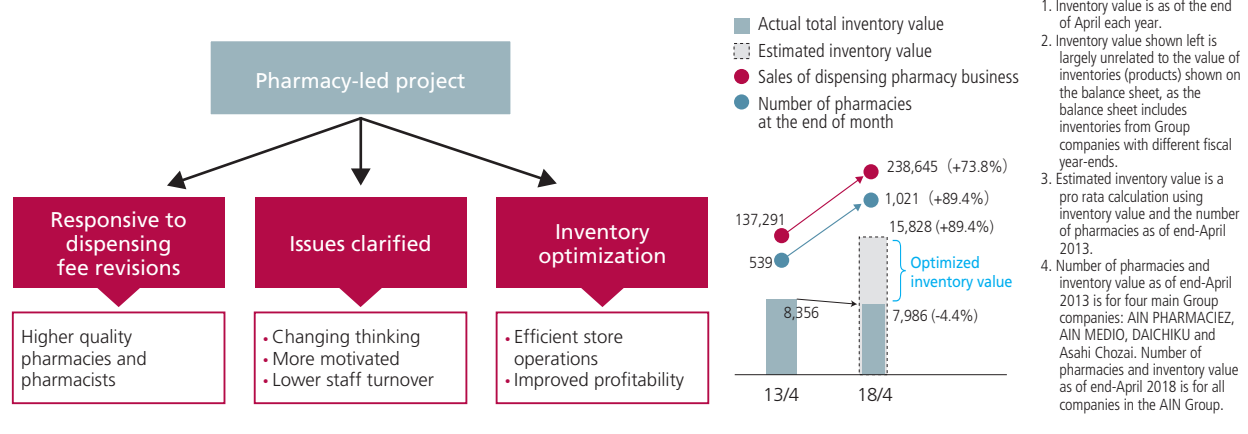 Pharmacy-led project
Responsive to
dispensing
fee revisions
Higher quality
pharmacies and
pharmacists
Issues clarified
• Changing thinking
• More motivated
• Lower staff turnover
Inventory
optimization
• Efficient store
operations
• Improved profitability
Actual total inventory value
Estimated inventory value
Sales of dispensing pharmacy business
Number of pharmacies
at the end of month
238,645 (+73.8%)
137,291
1,021 (+89.4%)
539
15,828 (+89.4%)
Optimized
inventory value
8,356
7,986 (-4.4%)
13/4
18/4
1. Inventory value is as of the end
of April each year.
2. Inventory value shown left is
largely unrelated to the value of
inventories (products) shown on
the balance sheet, as the
balance sheet includes
inventories from Group
companies with different fiscal
year-ends.
3. Estimated inventory value is a
pro rata calculation using
inventory value and the number
of pharmacies as of end-April
2013.
4. Number of pharmacies and
inventory value as of end-April
2013 is for four main Group
companies: AIN PHARMACIEZ,
AIN MEDIO, DAICHIKU and
Asahi Chozai. Number of
pharmacies and inventory value
as of end-April 2018 is for all
companies in the AIN Group.